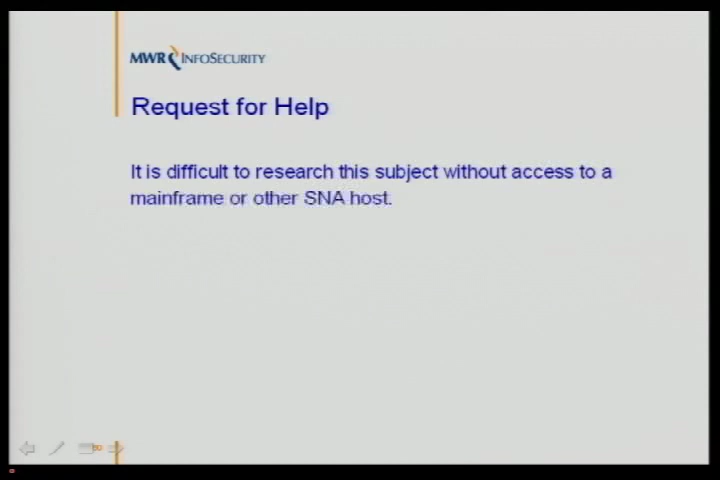 MWR INFOSECURITY
Request for Help
It is difficult to research this subject without access to a
mainframe or other SNA host.
60